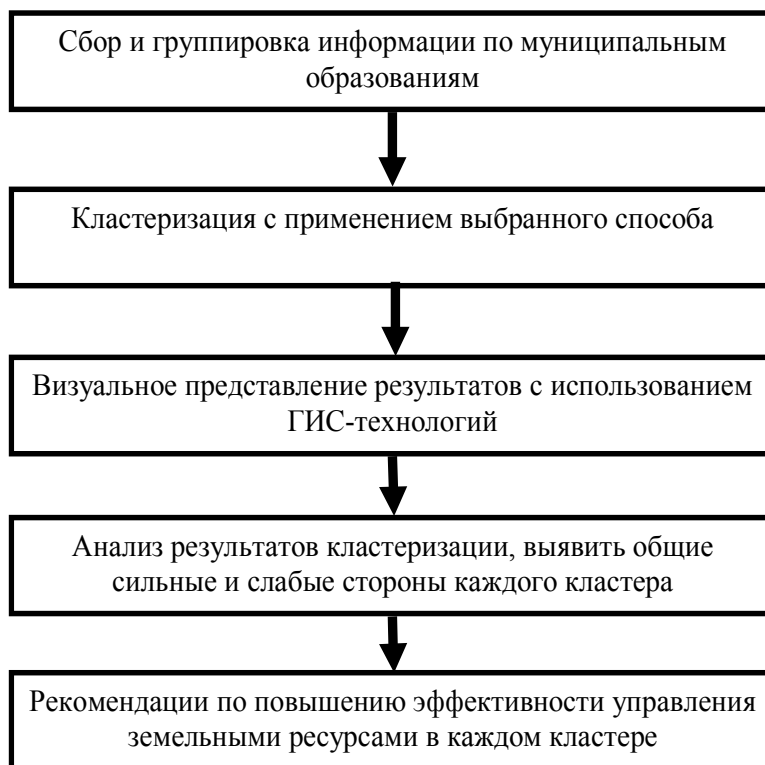 Сбор и группировка информации по муниципальным
образованиям
Кластеризация с применением выбранного способа
Визуальное представление результатов с использованием
ГИС-технологий
Анализ результатов кластеризации, выявить общие
сильные и слабые стороны каждого кластера
Рекомендации по повышению эффективности управления
земельными ресурсами в каждом кластере